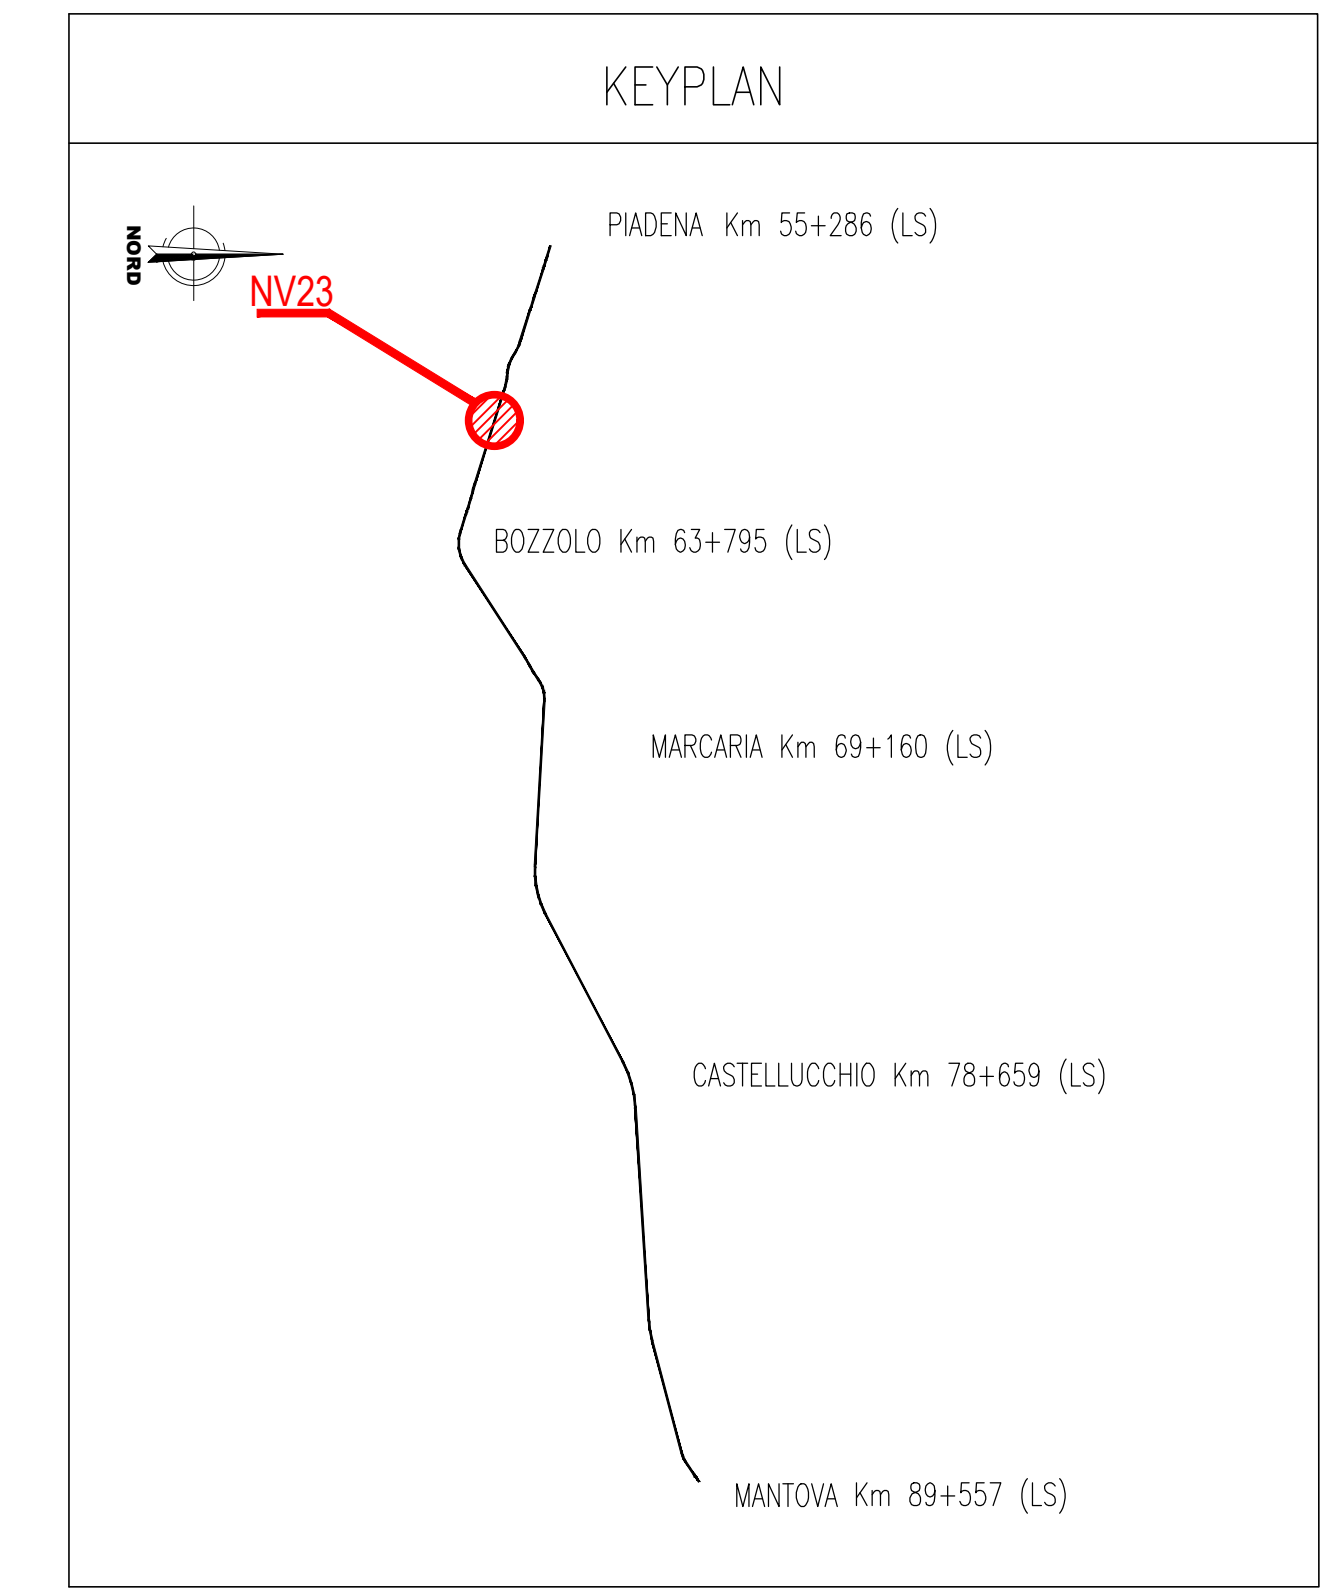 KEYPLAN
PIADENA Km 55+286 (LS)
NORD
NV23
BOZZOLO Km 63+795 (LS)
MARCARIA Km 69+160 (LS)
CASTELLUCCHIO Km 78+659 (LS)
MANTOVA Km 89+557 (LS)